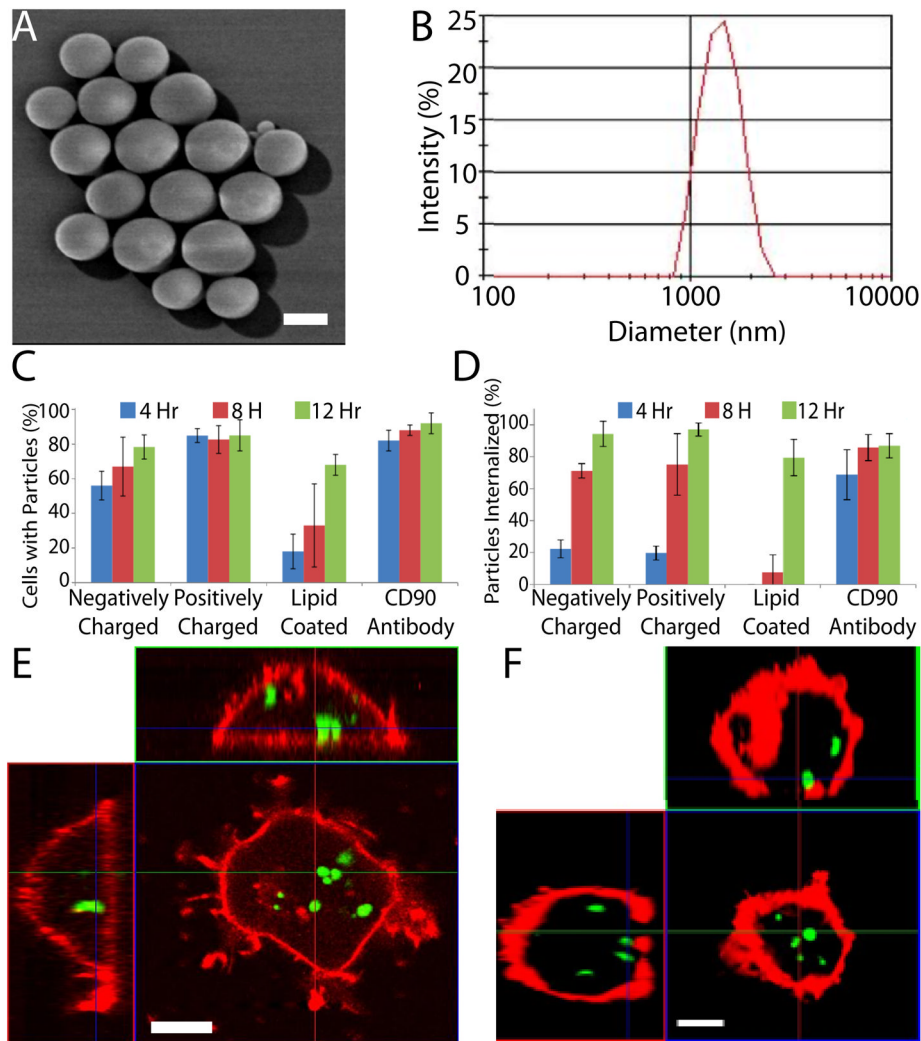 A
B
25
20
15
10
5
0
Intensity (%)
100
1000
10000
Diameter (nm)
C
Cells with Particles (%)
100
80
60
40
20
0
4 Hr
8 H
12 Hr
Negatively
Charged
Positively
Charged
Lipid
Coated
CD90
Antibody
D
Particles Internalized (%)
100
80
60
40
20
0
4 Hr
8 H
12 Hr
Negatively
Charged
Positively
Charged
Lipid
Coated
CD90
Antibody
E
F